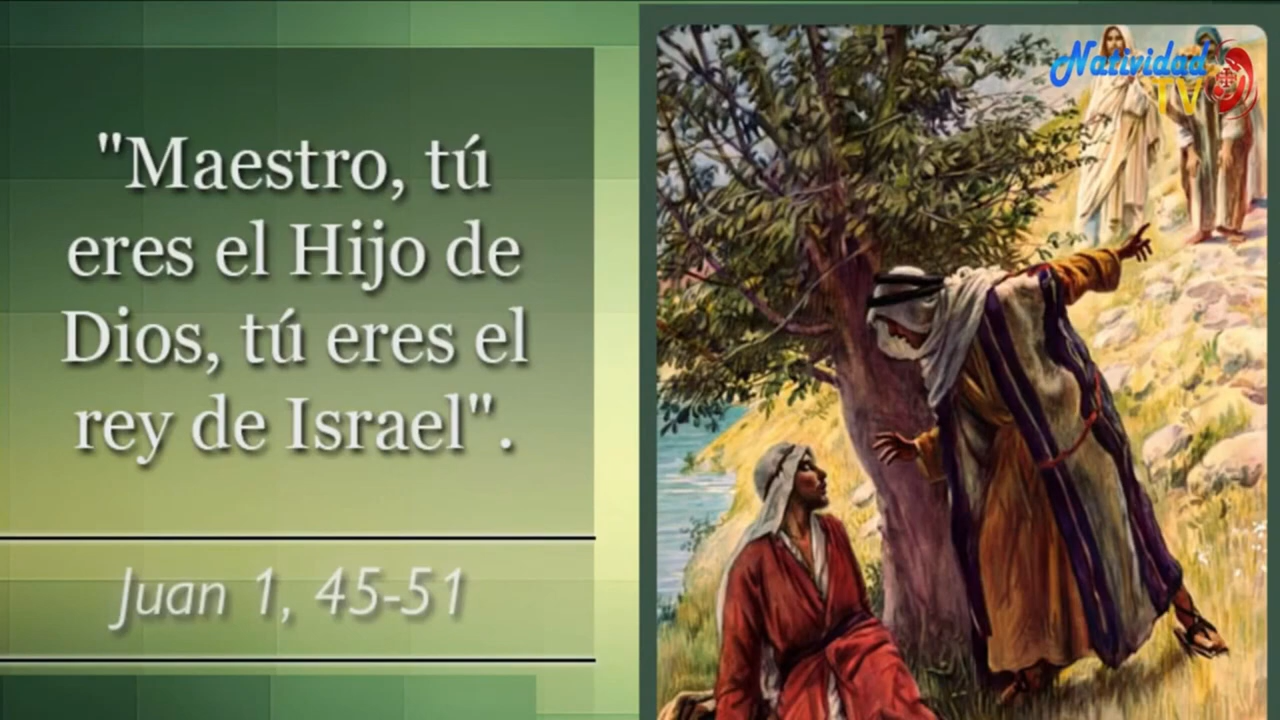 "Maestro, tú
eres el Hijo de
Dios, tú eres el
rey de Israel".
Juan 1, 45-51
Natividad
TV